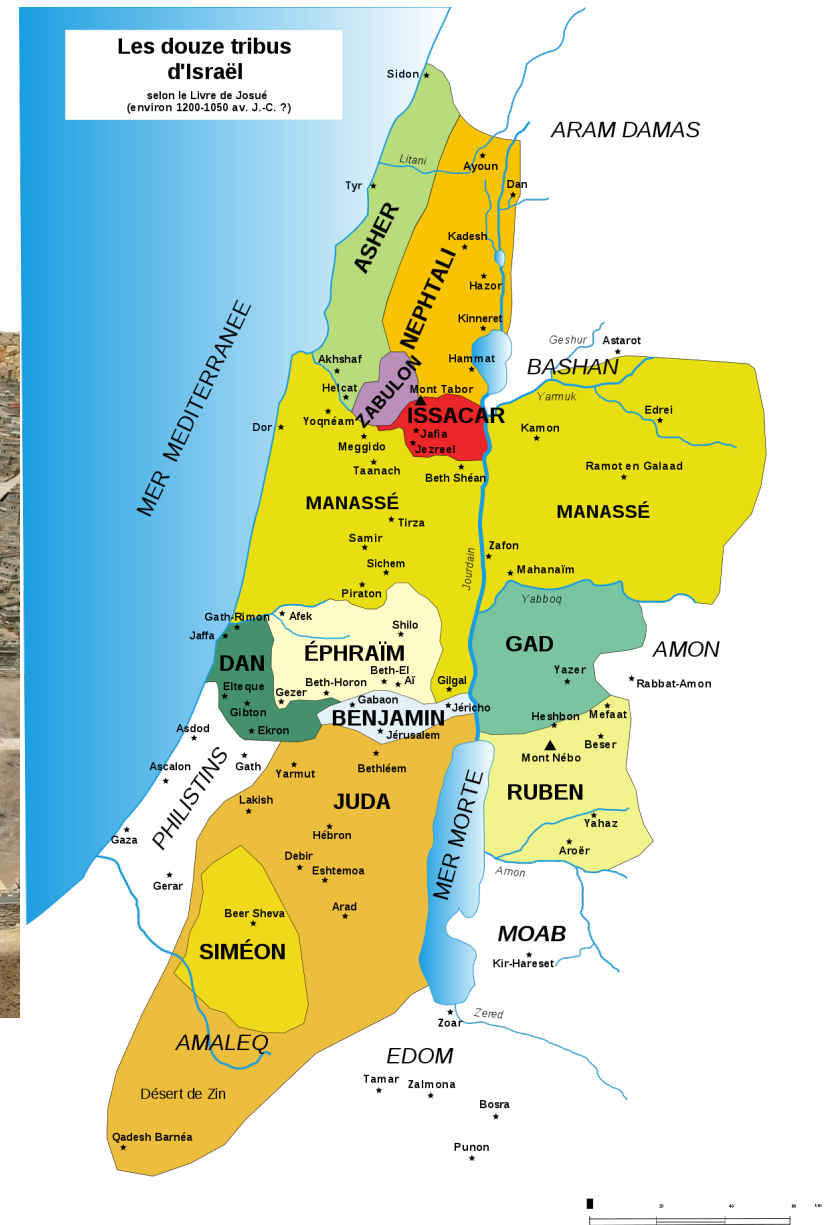 Les douze tribus
d'Israël
selon le Livre de Josué
(environ 1200-1050 av. J.-C. ?)
Sidon
ARAM DAMAS
Litani
Ayoun
Tyr
Dan
ASHER
Kadesh
NEPHTALI
Hazor
Kinneret
MER MEDITERRANEE
Geshur
Astarot
Akhshaf
Hammat
BASHAN
Helcat
ZABULON
Mont Tabor
Yarmuk
Yoqnéam
ISSACAR
Edrei
Dor
Jafia
Kamon
Meggido
Jezreel
Taanach
Beth Shéan
Ramot en Galaad
MANASSÉ
MANASSÉ
Tirza
Samir
Zafon
Sichem
Jourdain
Mahanaïm
Piraton
Yabboq
Gath-Rimon
Afek
Jaffa
Shilo
GAD
AMON
DAN
ÉPHRAÏM
Beth-El
Yazer
Elteque
Beth-Horon
Aï
Gilgal
Rabbat-Amon
Gezer
Gabaon
Gibton
BENJAMIN
Jéricho
Heshbon
Mefaat
Asdod
Ekron
Jérusalem
Beser
Ascalon
Gath
Yarmut
Bethléem
Mont Nébo
PHILISTINS
Lakish
JUDA
MER MORTE
RUBEN
Gaza
Hébron
Yahaz
Debir
Aroër
Gerar
Eshtemoa
Arnon
Beer Sheva
Arad
MOAB
SIMÉON
Kir-Hareset
Zoar
Zered
AMALEQ
EDOM
Tamar
Zalmona
Désert de Zin
Bosra
Qadesh Barnéa
Punon
20
40
60
km